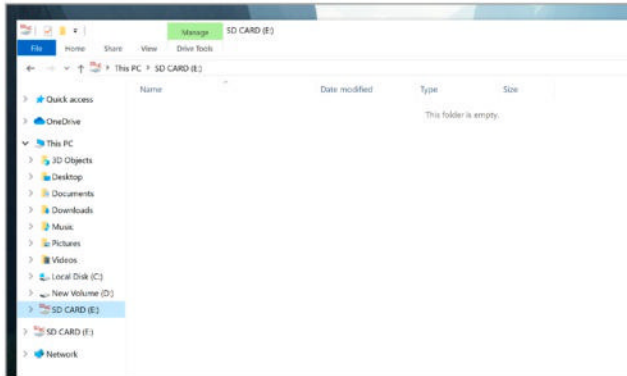 Manage SD CARD (E:)
File Home Share View Drive Tools
This PC SD CARD (E:)
Name Date modified Type Size
This folder is empty.
Quick access
OneDrive
This PC
3D Objects
Desktop
Documents
Downloads
Music
Pictures
Videos
Local Disk (C:)
New Volume (D:)
SD CARD (E:)
SD CARD (E:)
Network